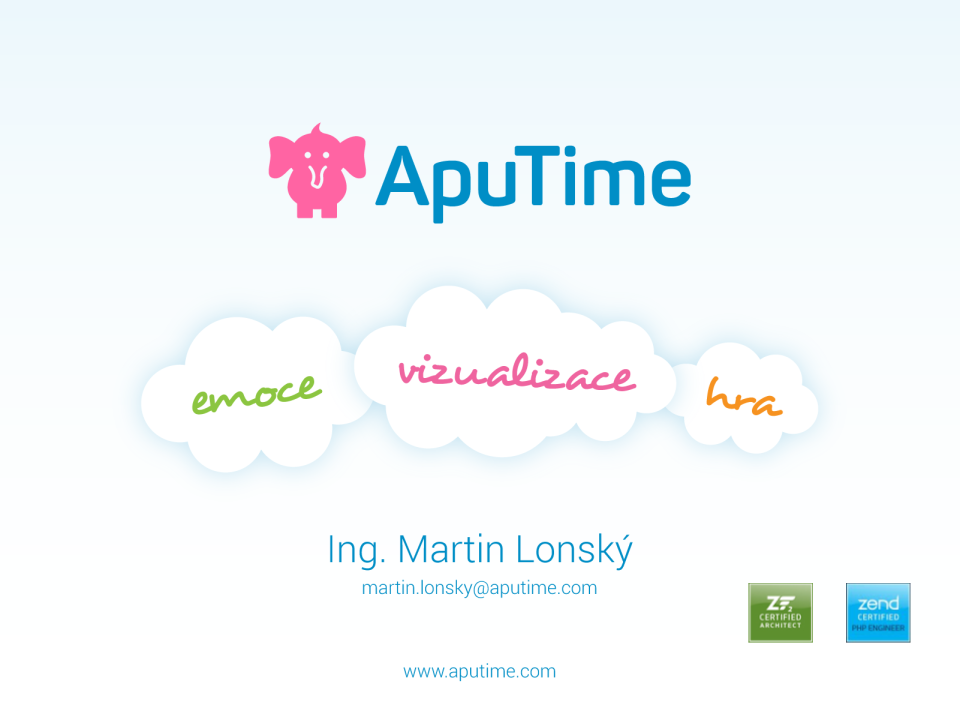 ApuTime
emoce
vizualizace
hra
Ing. Martin Lonský
martin.lonsky@aputime.com
ZF2
CERTIFIED
ARCHITECT
zend
CERTIFIED
PHP ENGINEER
www.aputime.com